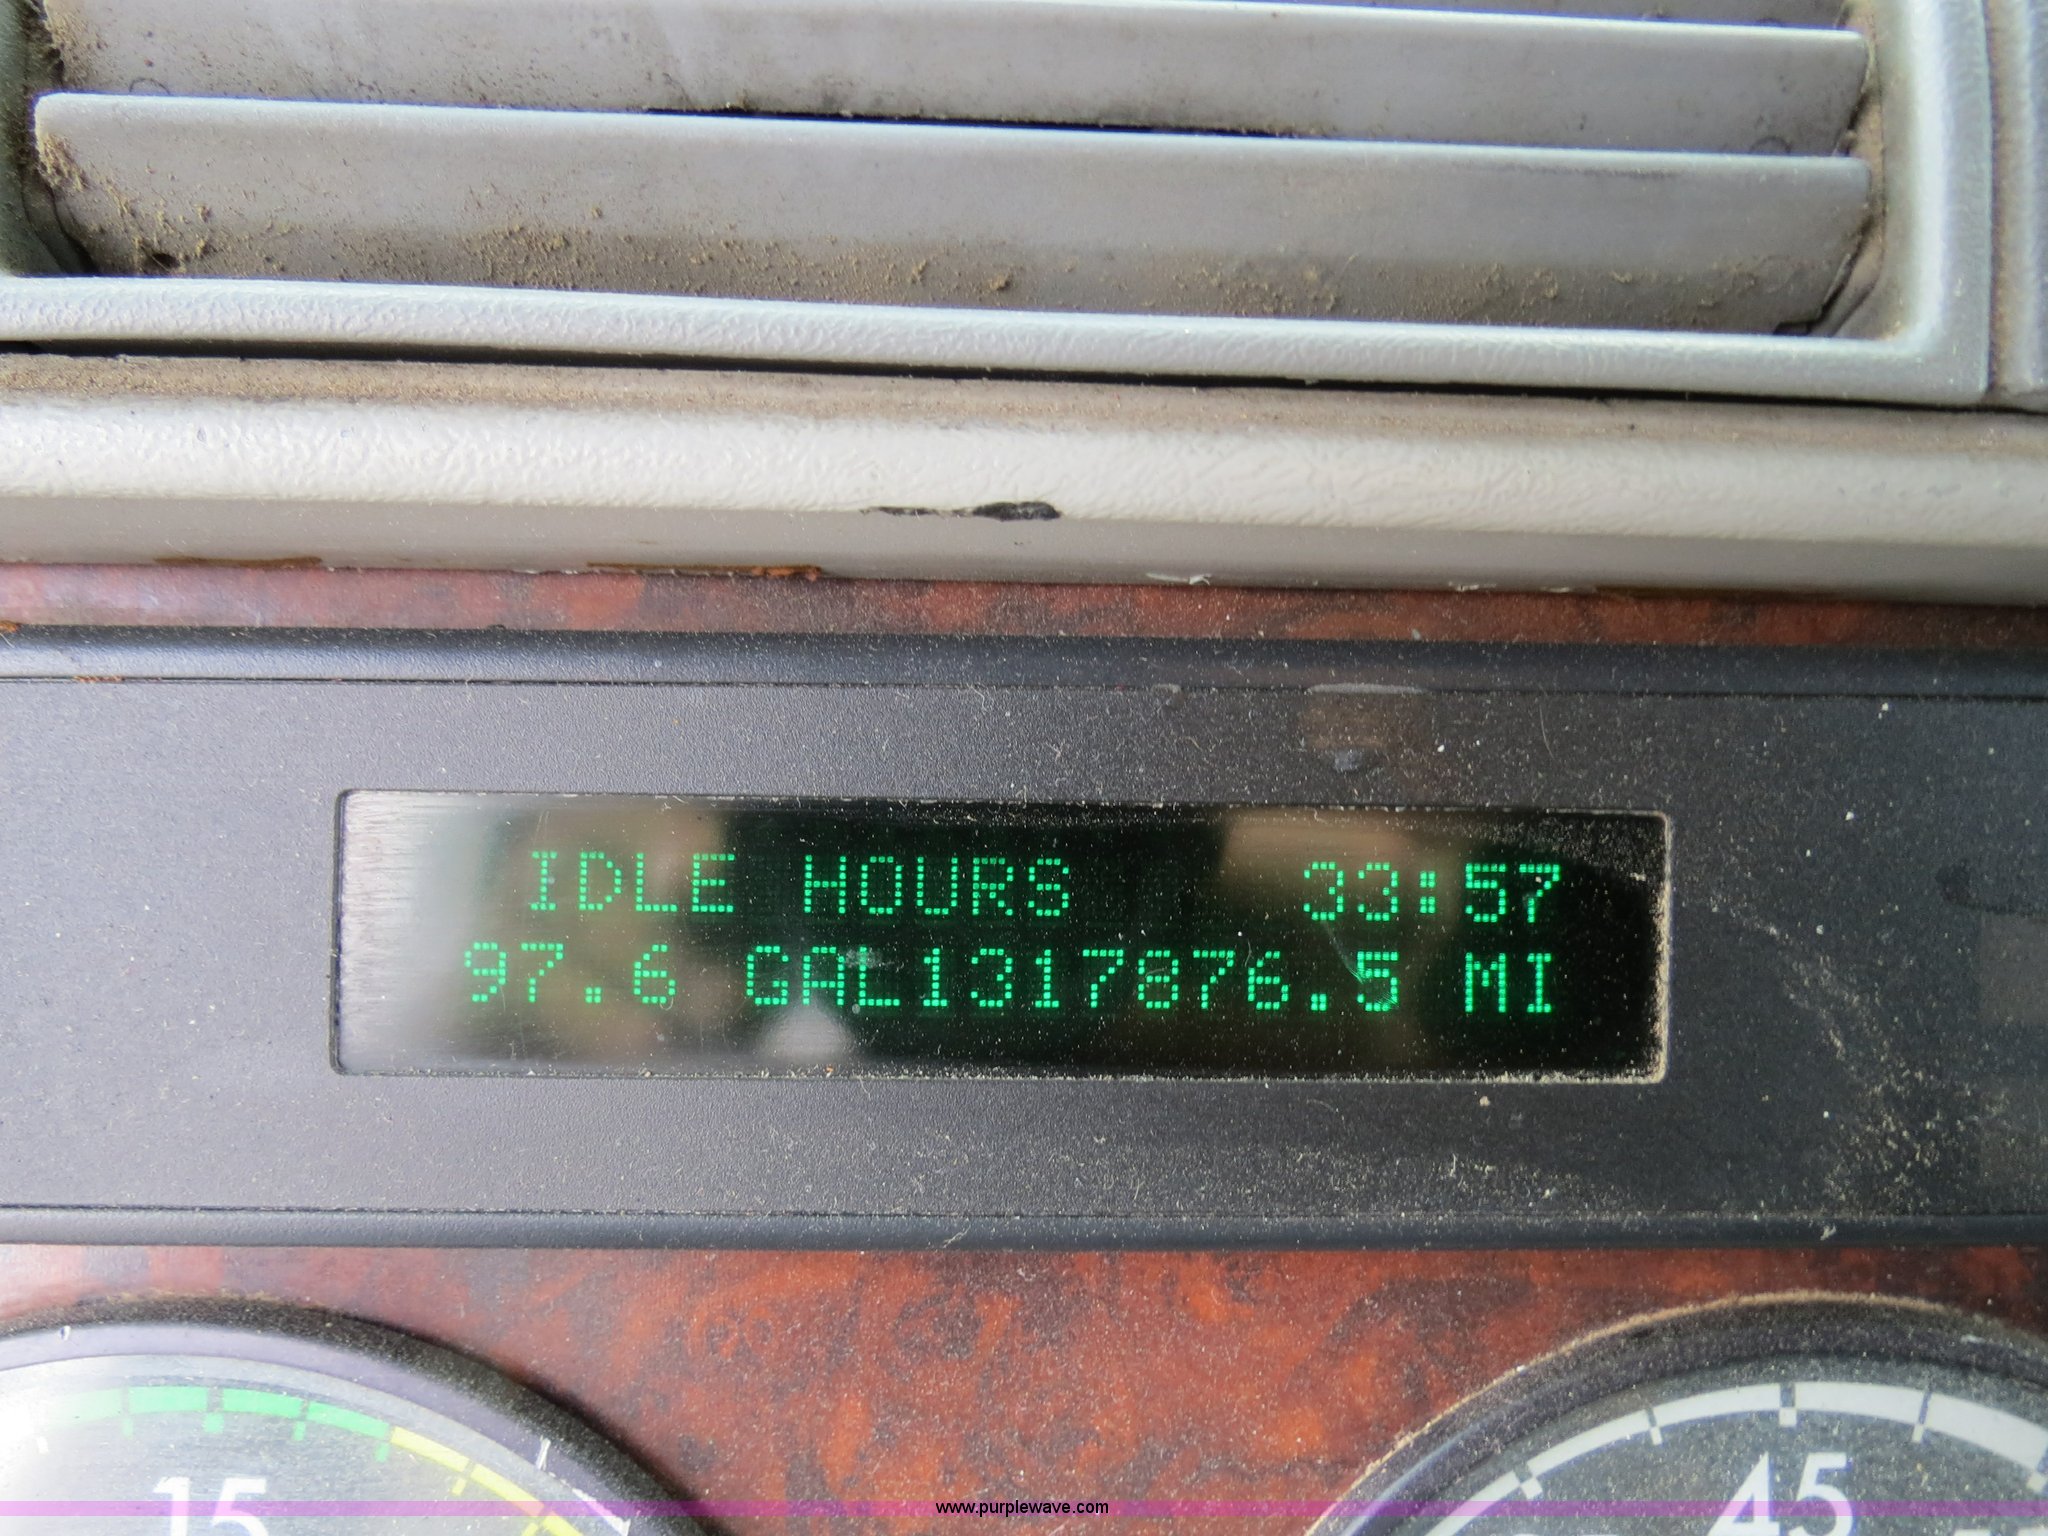 IDLE HOURS 33:57
97.6 GAL1317876.5 MI
15
45
www.purplewave.com